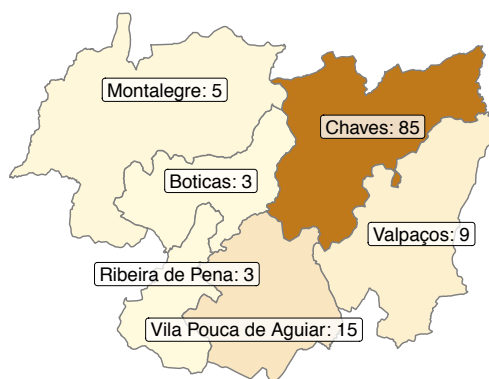 Montalegre: 5
Chaves: 85
Boticas: 3
Valpaços: 9
Ribeira de Pena: 3
Vila Pouca de Aguiar: 15